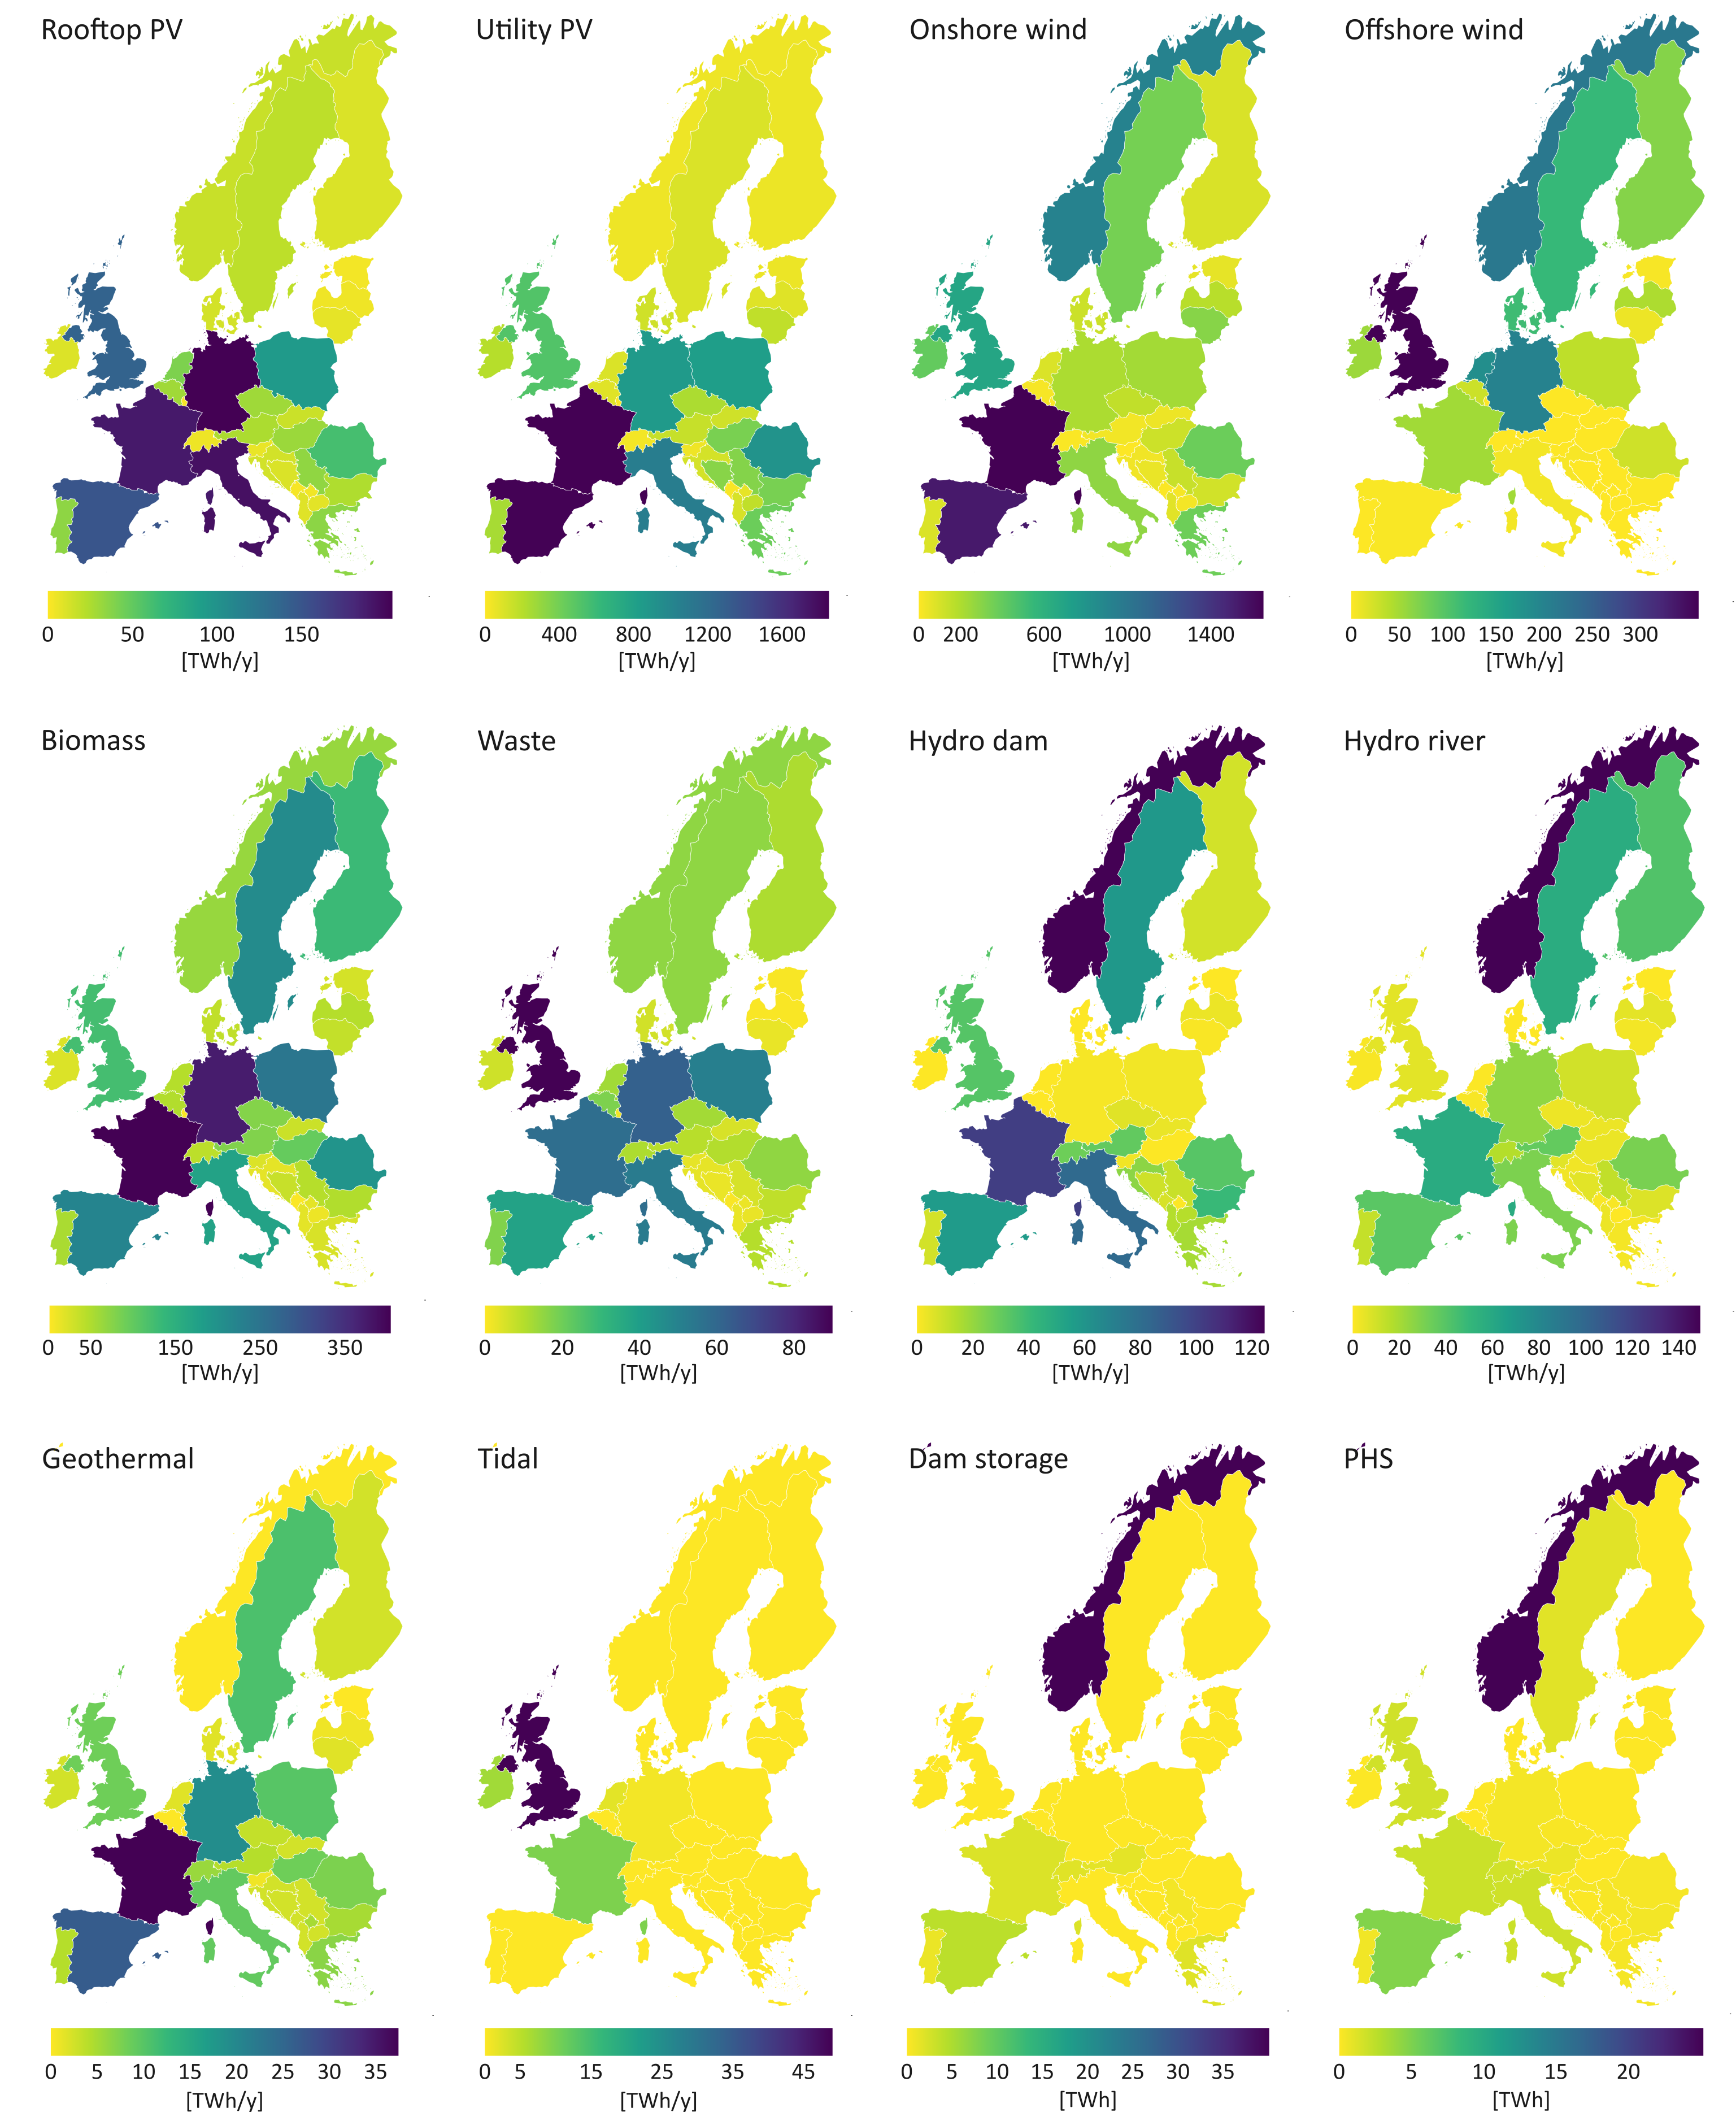 Rooftop PV
Utility PV
Onshore wind
Offshore wind
0 50 100 150
[TWh/y]
0 400 800 1200 1600
[TWh/y]
0 200 600 1000 1400
[TWh/y]
0 50 100 150 200 250 300
[TWh/y]
Biomass
Waste
Hydro dam
Hydro river
0 50 150 250 350
[TWh/y]
0 20 40 60 80
[TWh/y]
0 20 40 60 80 100 120
[TWh/y]
0 20 40 60 80 100 120 140
[TWh/y]
Geothermal
Tidal
Dam storage
PHS
0 5 10 15 20 25 30 35
[TWh/y]
0 5 15 25 35 45
[TWh/y]
0 5 10 15 20 25 30 35
[TWh]
0 5 10 15 20
[TWh]